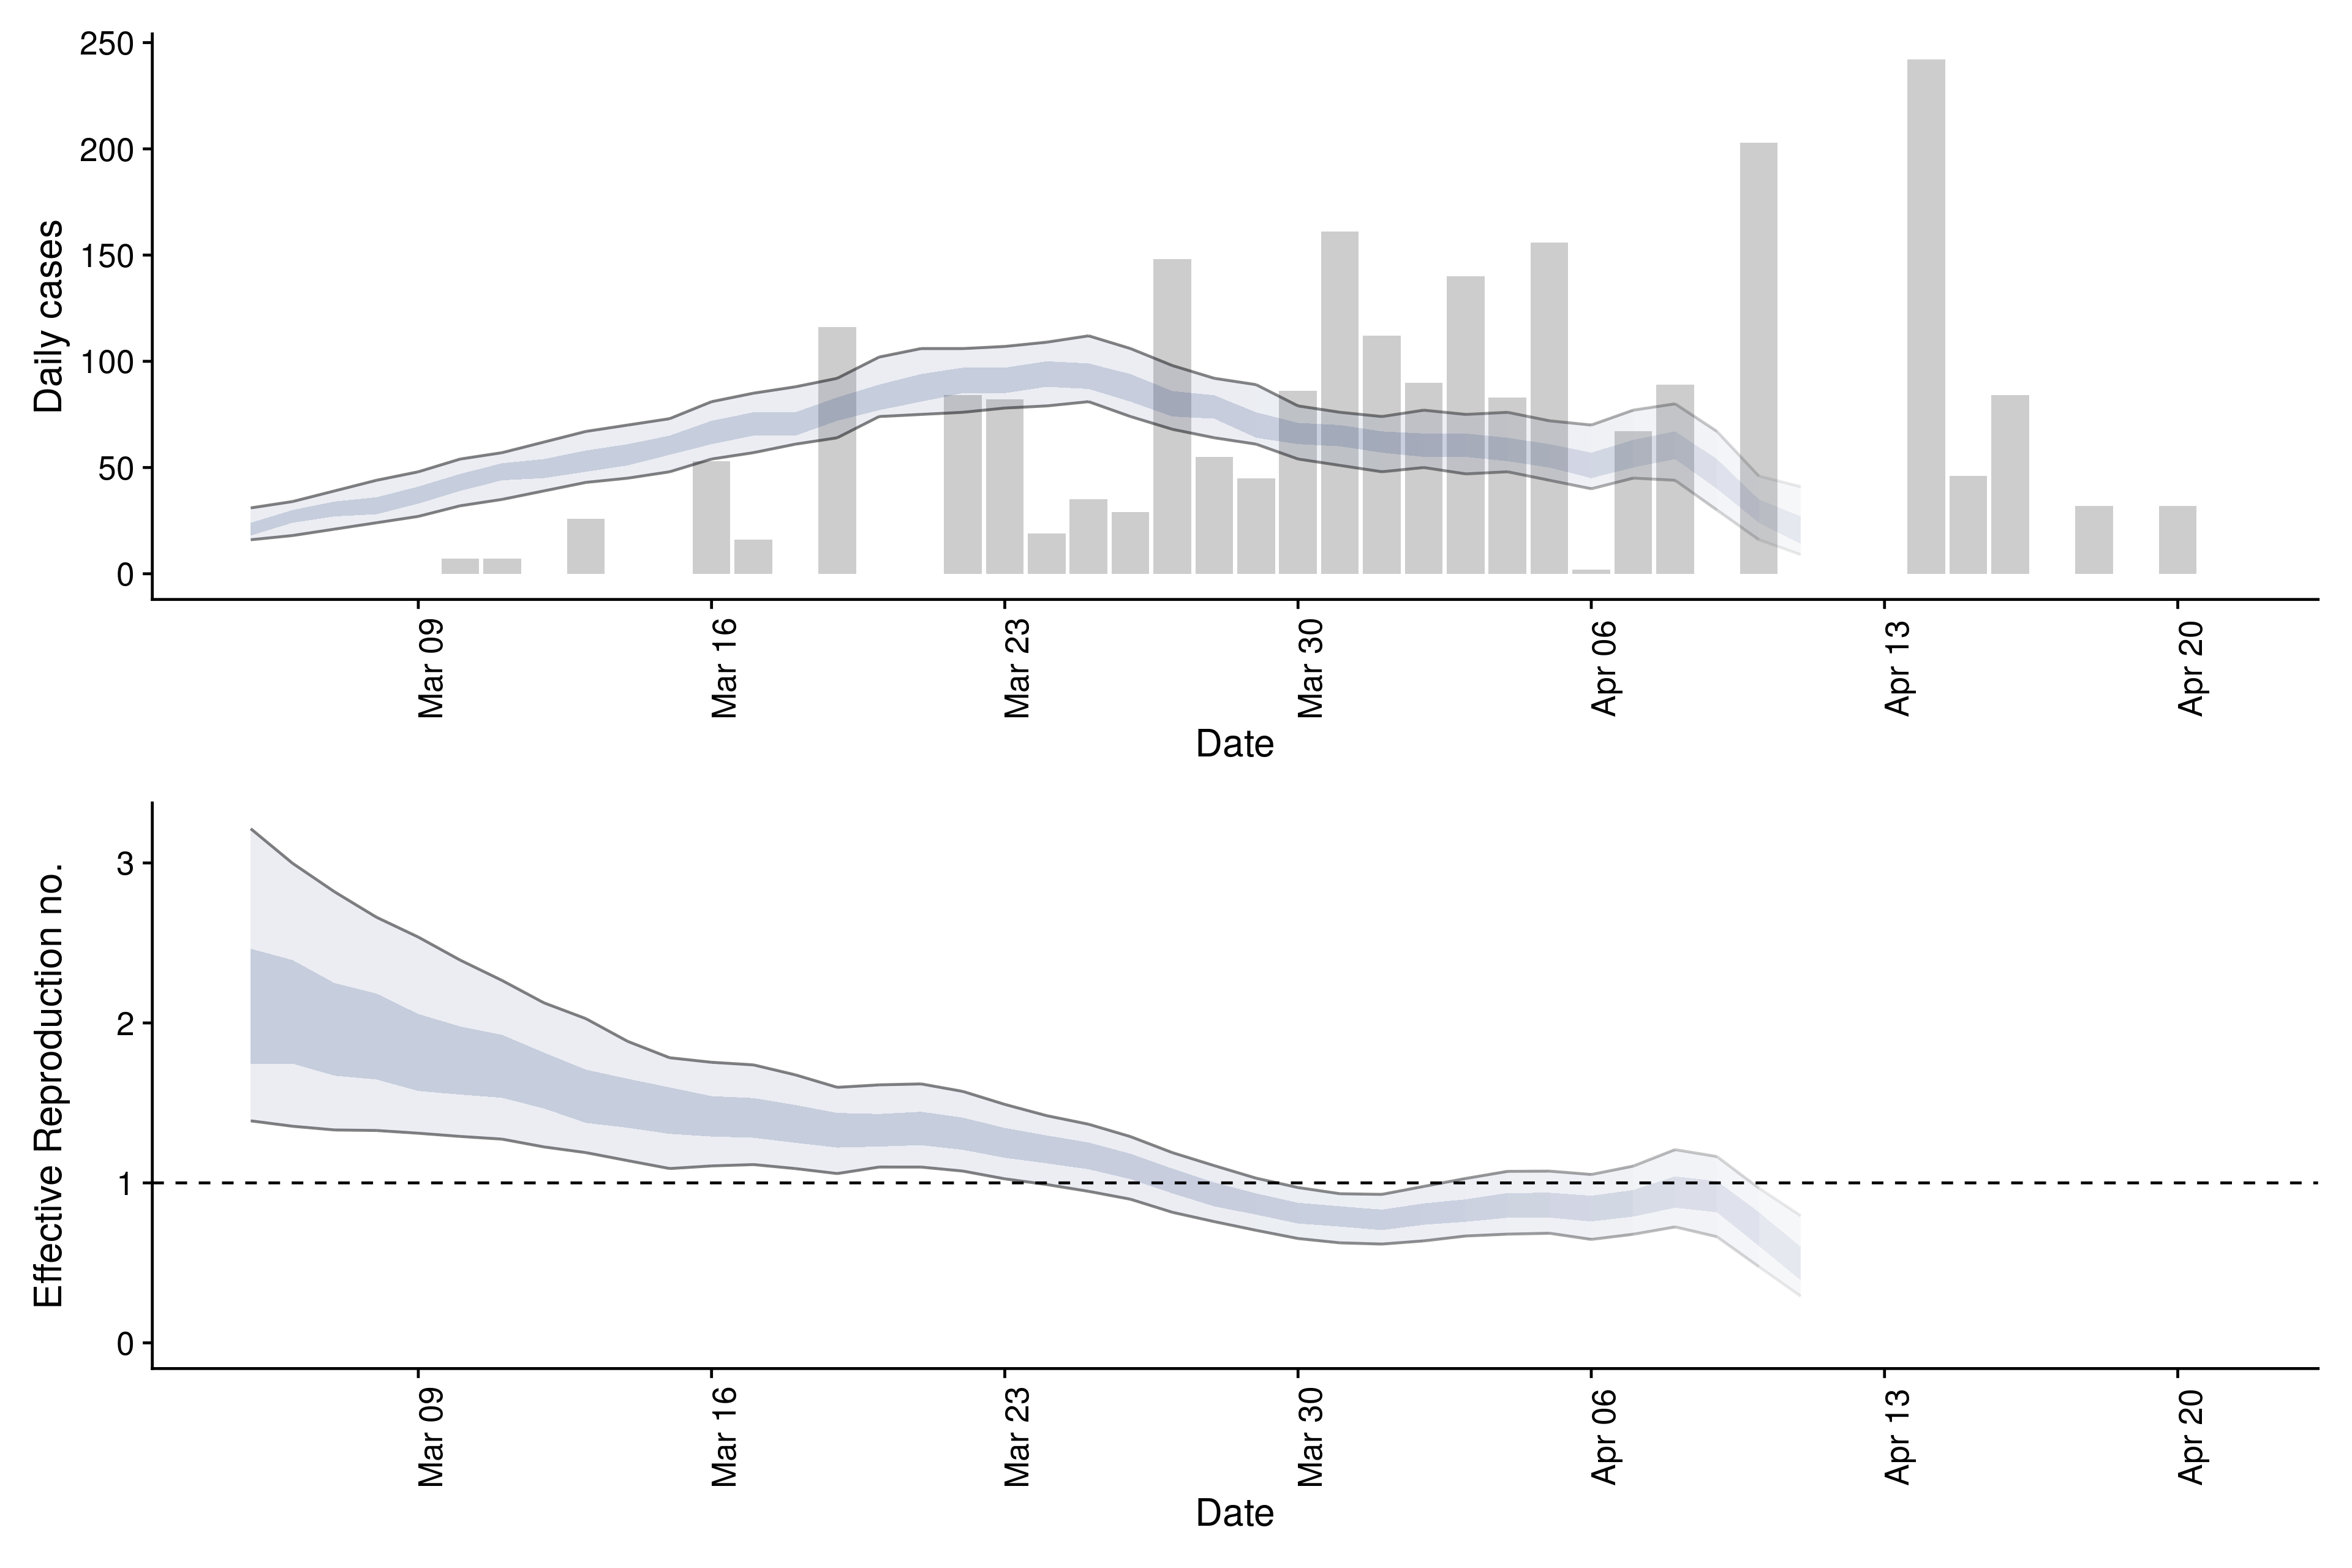 Daily cases
250
200
150
100
50
0
Mar 09
Mar 16
Mar 23
Mar 30
Apr 06
Apr 13
Apr 20
Date
Effective Reproduction no.
3
2
1
0
Mar 09
Mar 16
Mar 23
Mar 30
Apr 06
Apr 13
Apr 20
Date